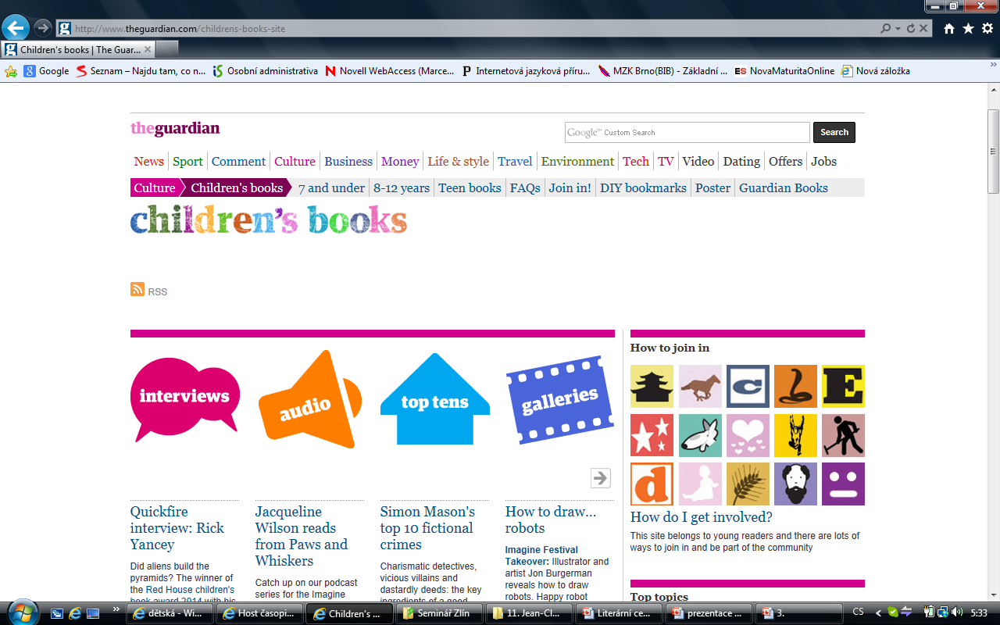 http://www.theguardian.com/childrens-books-site
Children's books | The Guar...
Google
Seznam – Najdu tam, co n...
Osobní administrativa
Novell WebAccess (Marce...
Internetová jazyková příru...
MZK Brno(BIB) - Základní ...
NovaMaturitaOnline
Nová záložka
theguardian
Google™ Custom Search
Search
News Sport Comment Culture Business Money Life & style Travel Environment Tech TV Video Dating Offers Jobs
Culture Children's books 7 and under 8-12 years Teen books FAQs Join in! DIY bookmarks Poster Guardian Books
children's books
RSS
interviews
audio
top tens
galleries
Quickfire
interview: Rick
Yancey
Did aliens build the
pyramids? The winner of
the Red House children's
book award 2014 with his
Jacqueline
Wilson reads
from Paws and
Whiskers
Catch up on our podcast
series for the Imagine
Simon Mason's
top 10 fictional
crimes
Charismatic detectives,
vicious villains and
dastardly deeds: the key
ingredients of a good
How to draw...
robots
Imagine Festival
Takeover: Illustrator and
artist Jon Burgerman
reveals how to draw
robots. Happy robot
How to join in
c
E
d
How do I get involved?
This site belongs to young readers and there are lots of
ways to join in and be part of the community
Top topics
dětská - Wi...
Host časopi...
Children's ...
Seminář Zlín
11. Jean-Cl...
Literární ce...
prezentace ...
3.
CS
5:33